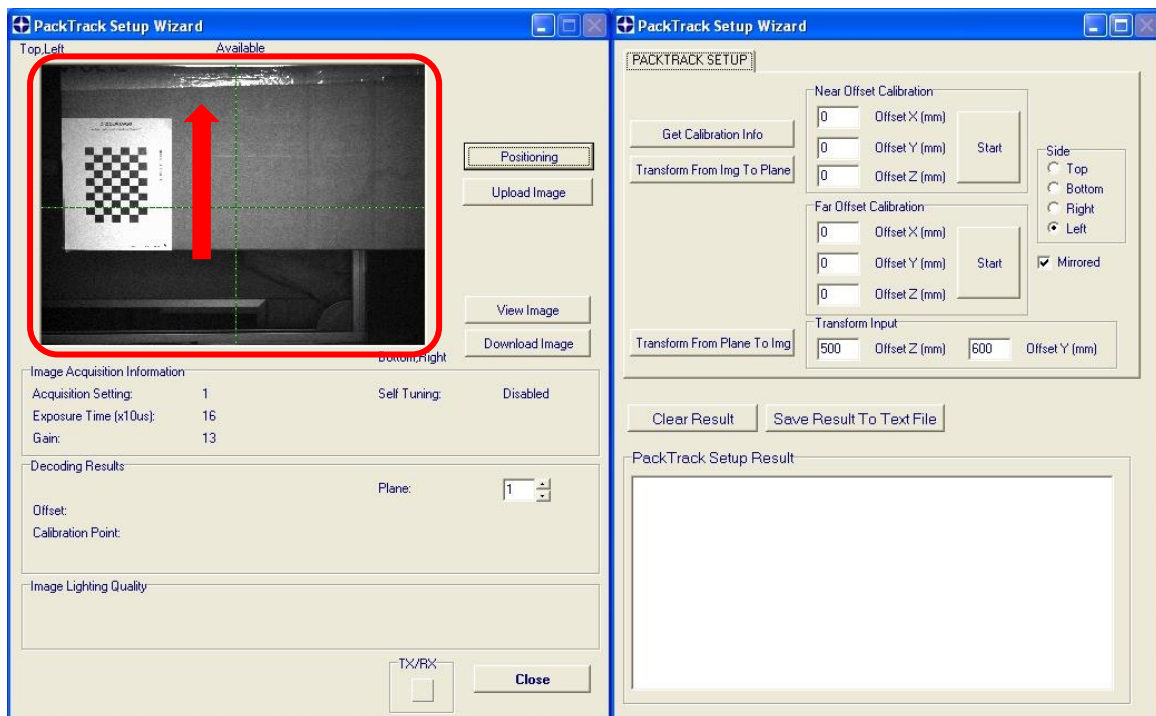 PackTrack Setup Wizard
Top,Left
Available
Positioning
Upload Image
View Image
Download Image
Bottom,Right
Image Acquisition Information
Acquisition Setting: 1 Self Tuning: Disabled
Exposure Time (x10us): 16
Gain: 13
Decoding Results
Plane: 1
Offset:
Calibration Point:
Image Lighting Quality
TX/RX
Close
PackTrack Setup Wizard
PACKTRACK SETUP
Get Calibration Info
Transform From Img To Plane
Near Offset Calibration
0 Offset X (mm)
0 Offset Y (mm)
0 Offset Z (mm)
Start
Far Offset Calibration
0 Offset X (mm)
0 Offset Y (mm)
0 Offset Z (mm)
Start
Side
Top
Bottom
Right
Left
Mirrored
Transform From Plane To Img
Transform Input
500 Offset Z (mm) 600 Offset Y (mm)
Clear Result
Save Result To Text File
PackTrack Setup Result